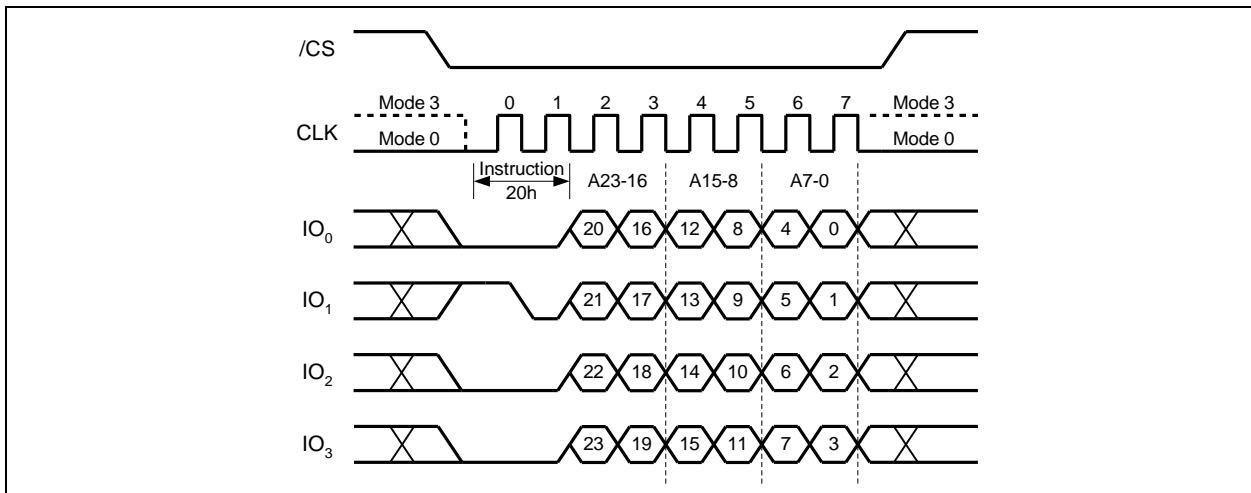 /CS
Mode 3 0 1 2 3 4 5 6 7 Mode 3
CLK
Mode 0 Mode 0
Instruction
A23-16 A15-8 A7-0
20h
IO0 20 16 12 8 4 0
IO1 21 17 13 9 5 1
IO2 22 18 14 10 6 2
IO3 23 19 15 11 7 3